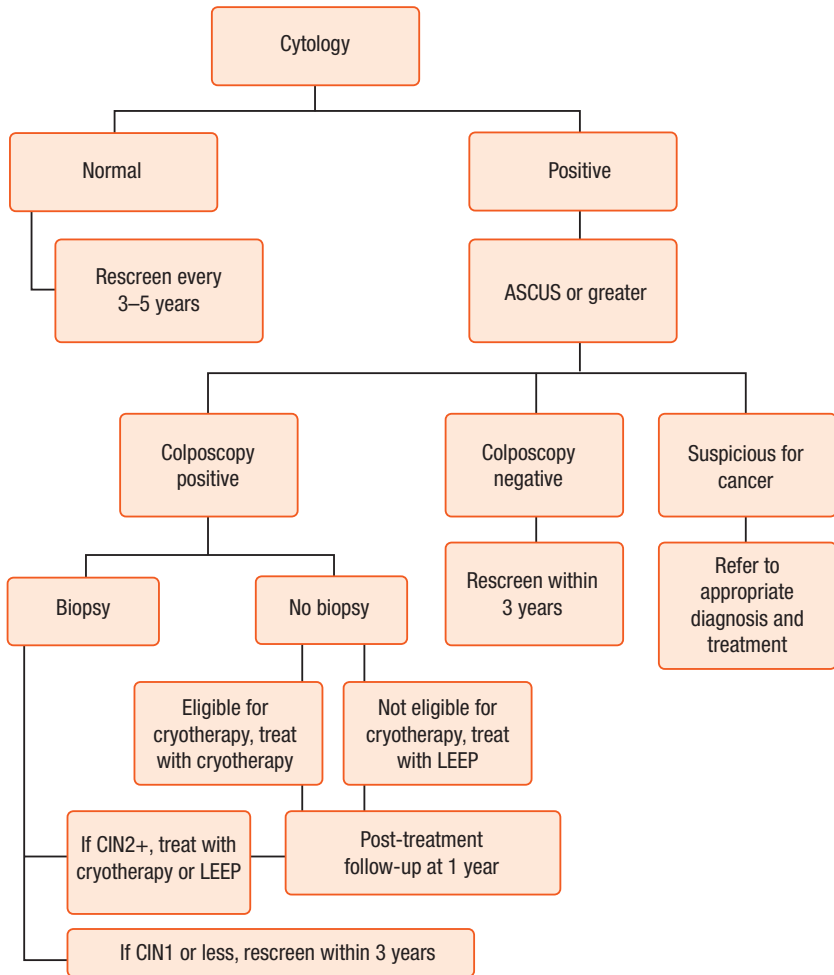 Cytology
Normal
Positive
Rescreen every
3–5 years
ASCUS or greater
Colposcopy
positive
Colposcopy
negative
Suspicious for
cancer
Biopsy
No biopsy
Rescreen within
3 years
Refer to
appropriate
diagnosis and
treatment
Eligible for
cryotherapy, treat
with cryotherapy
Not eligible for
cryotherapy, treat
with LEEP
If CIN2+, treat with
cryotherapy or LEEP
Post-treatment
follow-up at 1 year
If CIN1 or less, rescreen within 3 years